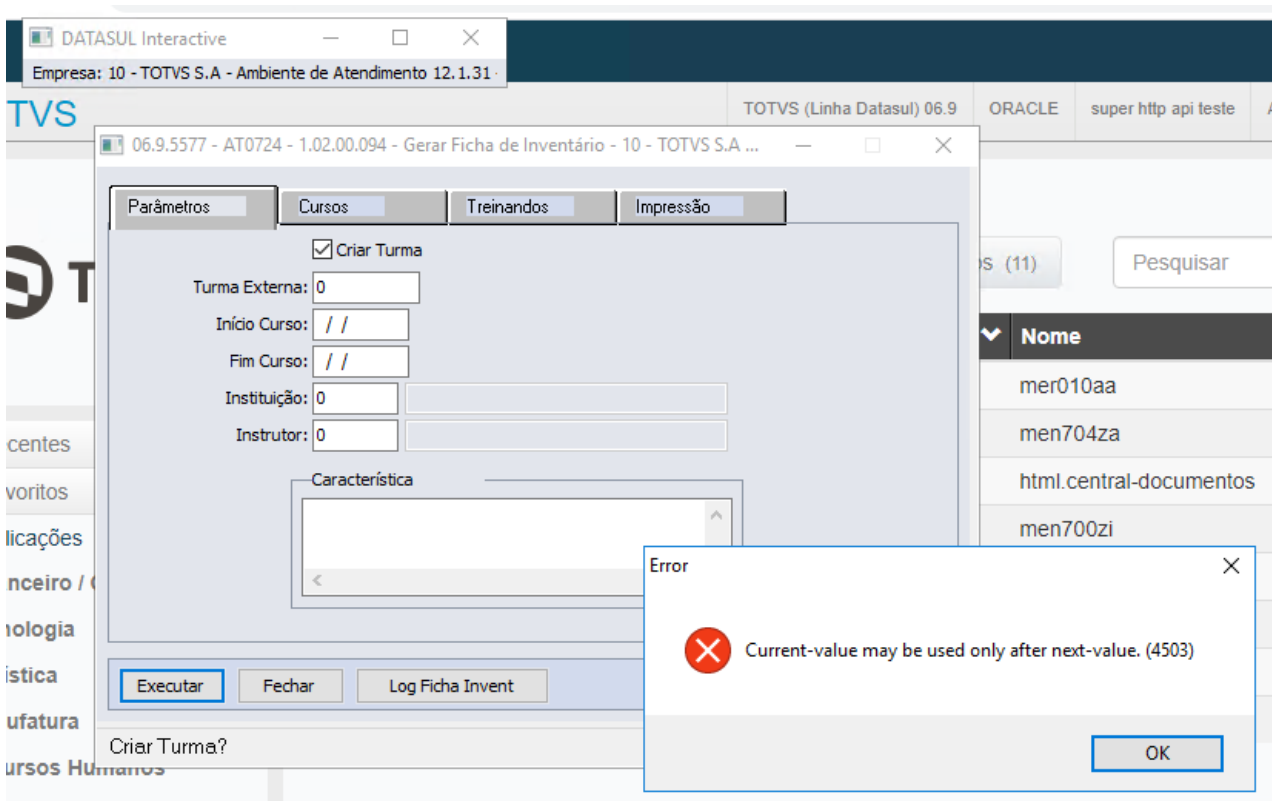 DATASUL Interactive
Empresa: 10 - TOTVS S.A - Ambiente de Atendimento 12.1.31
TVS
TOTVS (Linha Datasul) 06.9
ORACLE
super http api teste
06.9.5577 - AT0724 - 1.02.00.094 - Gerar Ficha de Inventário - 10 - TOTVS S.A ...
Parâmetros
Cursos
Treinandos
Impressão
Criar Turma
Turma Externa: 0
Início Curso: / /
Fim Curso: / /
Instituição: 0
Instrutor: 0
Característica
Executar
Fechar
Log Ficha Invent
Criar Turma?
(11)
Pesquisar
Nome
mer010aa
men704za
html.central-documentos
men700zi
Error
Current-value may be used only after next-value. (4503)
OK
centes
voritos
licações
nceiro /
nologia
ística
ufatura
ursos Humanos